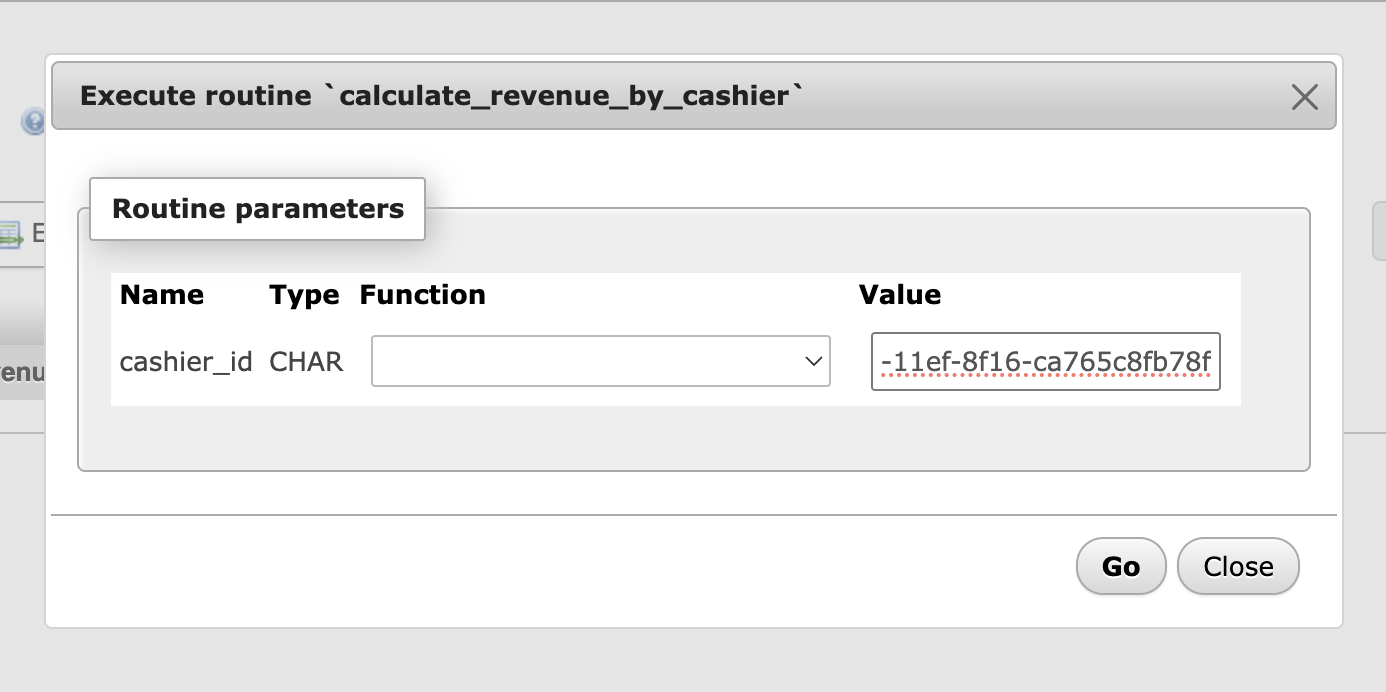 Execute routine `calculate_revenue_by_cashier`
Routine parameters
Name Type Function Value
cashier_id CHAR -11ef-8f16-ca765c8fb78f
E
enu
Go Close